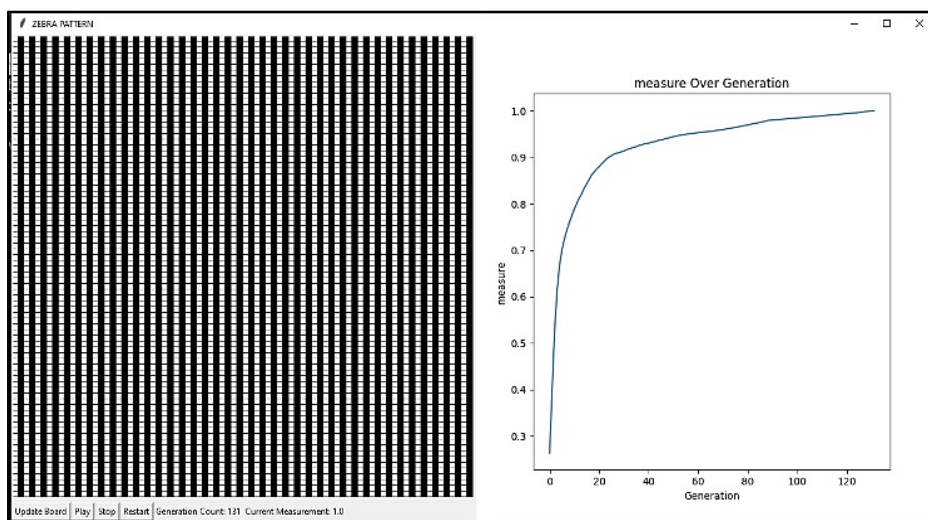 ZEBRA PATTERN
measure Over Generation
1.0
0.9
0.8
0.7
0.6
0.5
0.4
0.3
measure
0 20 40 60 80 100 120
Generation
Update Board Play Stop Restart Generation Count: 131 Current Measurement: 1.0